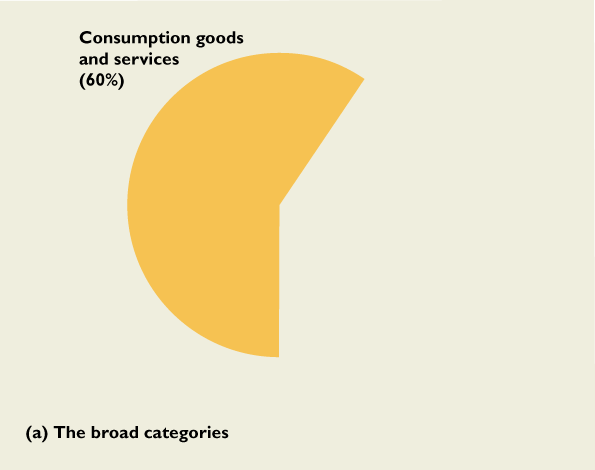 Consumption goods
and services
(60%)
(a) The broad categories